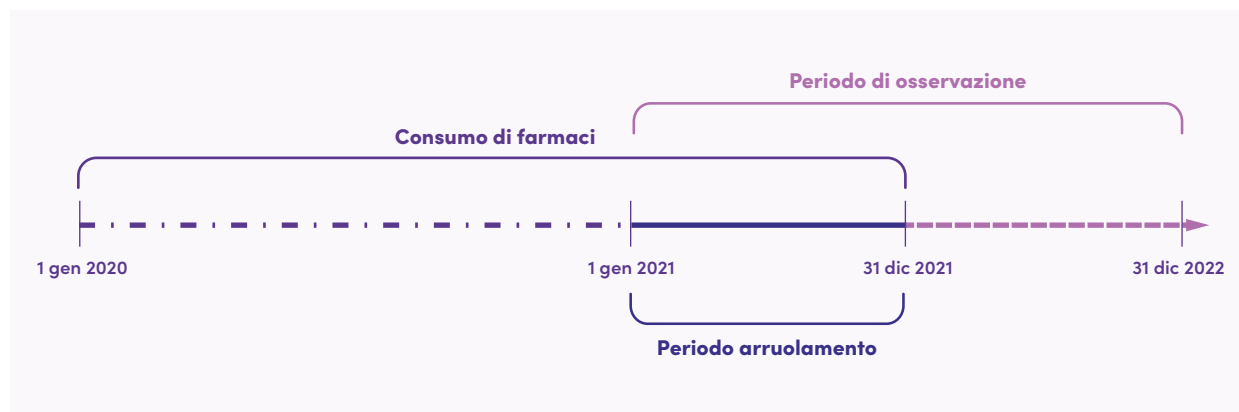 Periodo di osservazione
Consumo di farmaci
1 gen 2020
1 gen 2021
31 dic 2021
31 dic 2022
Periodo arruolamento